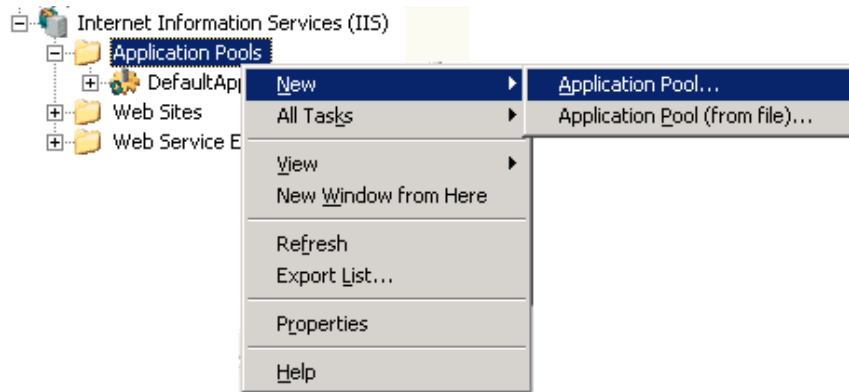 Internet Information Services (IIS)
Application Pools
DefaultAp
New
Application Pool...
All Tasks
Application Pool (from file)...
Web Sites
Web Service E
View
New Window from Here
Refresh
Export List...
Properties
Help